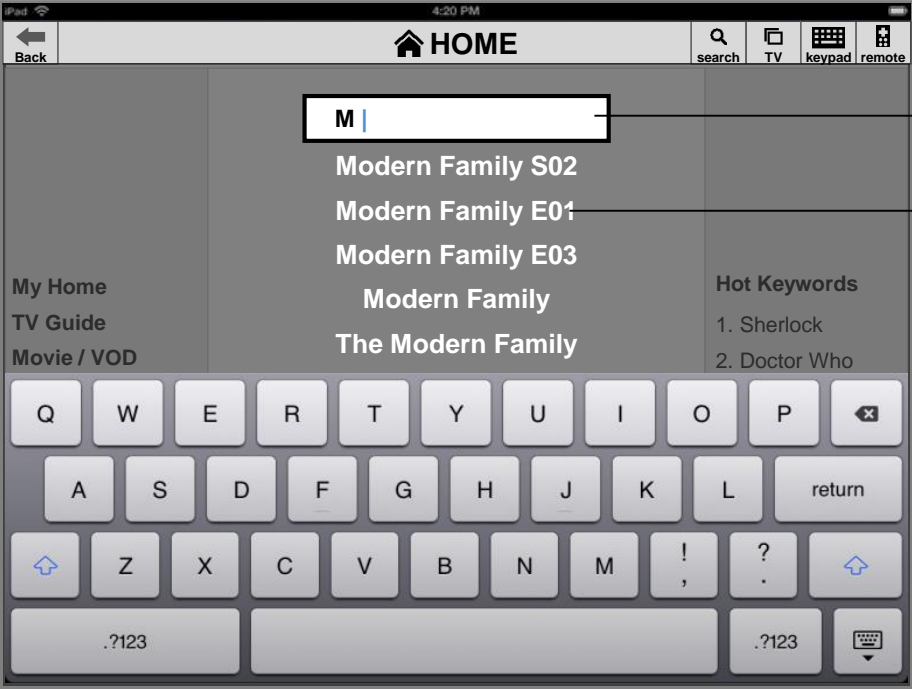 iPad 4:20 PM
Back HOME search TV keypad remote
M
Modern Family S02
Modern Family E01
Modern Family E03
Modern Family
The Modern Family
My Home
TV Guide
Movie / VOD
Hot Keywords
1. Sherlock
2. Doctor Who
Q W E R T Y U I O P
A S D F G H J K L return
Z X C V B N M ! , ? .
.?123 .?123